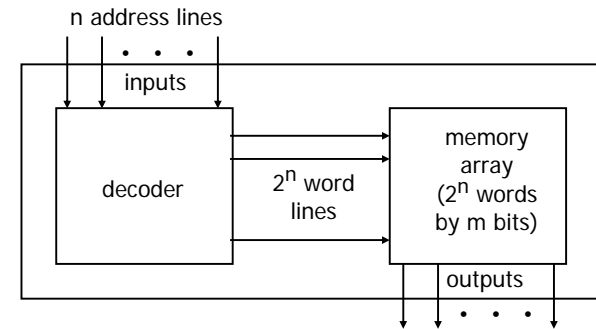 n address lines
inputs
decoder
2ⁿ word
lines
memory
array
(2ⁿ words
by m bits)
outputs